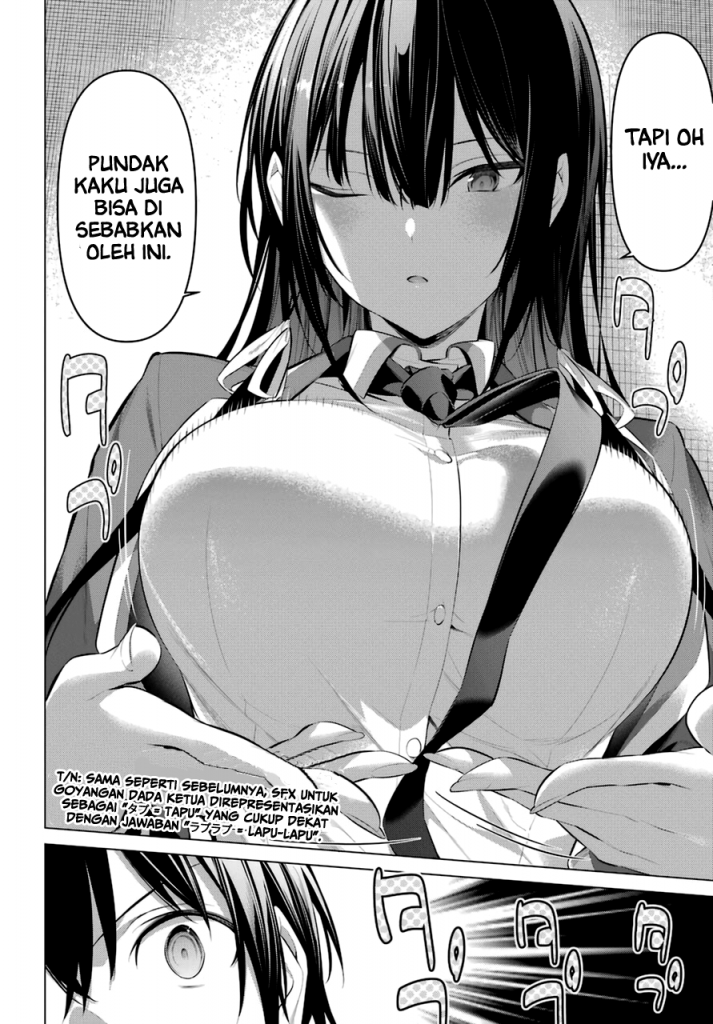 TAPI OH
IYA...
PUNDAK
KAKU JUGA
BISA DI
SEBABKAN
OLEH INI.
タプ
タプ
T/N: SAMA SEPERTI SEBELUMNYA, SFX UNTUK
GOYANGAN DADA KETUA DIREPRESENTASIKAN
SEBAGAI "タプ = TAPU" YANG CUKUP DEKAT
DENGAN JAWABAN "ラプラプ = LAPU-LAPU".
タプ
タプ
タプ